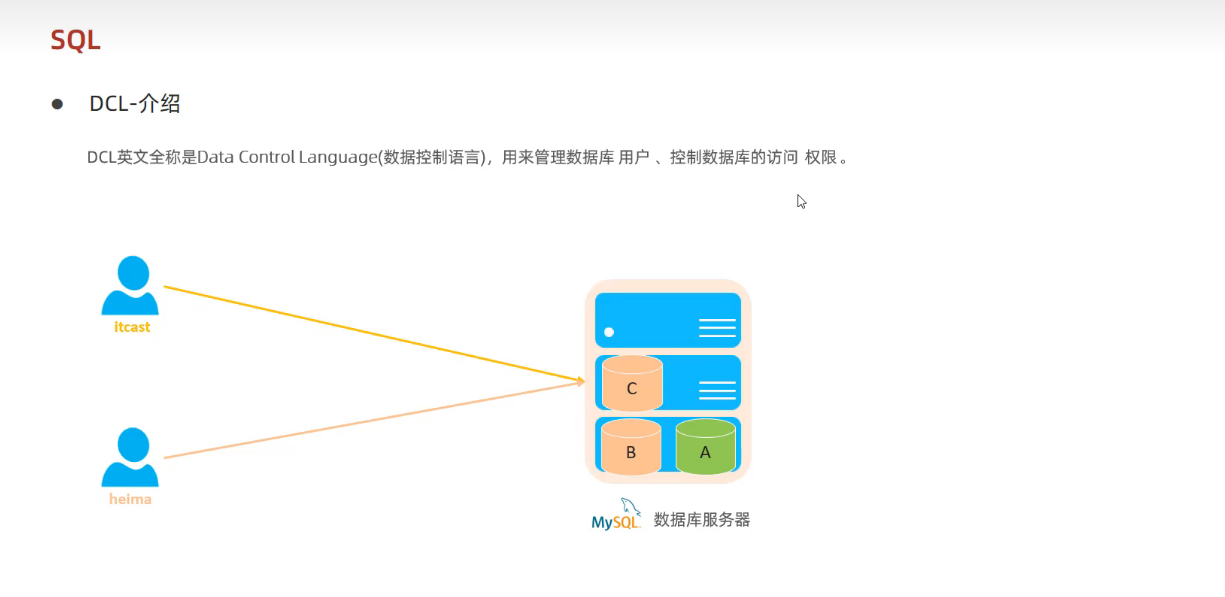 SQL
DCL-介绍
DCL英文全称是Data Control Language(数据控制语言)，用来管理数据库 用户 、控制数据库的访问 权限 。
itcast
C
B
A
heima
MySQL 数据库服务器